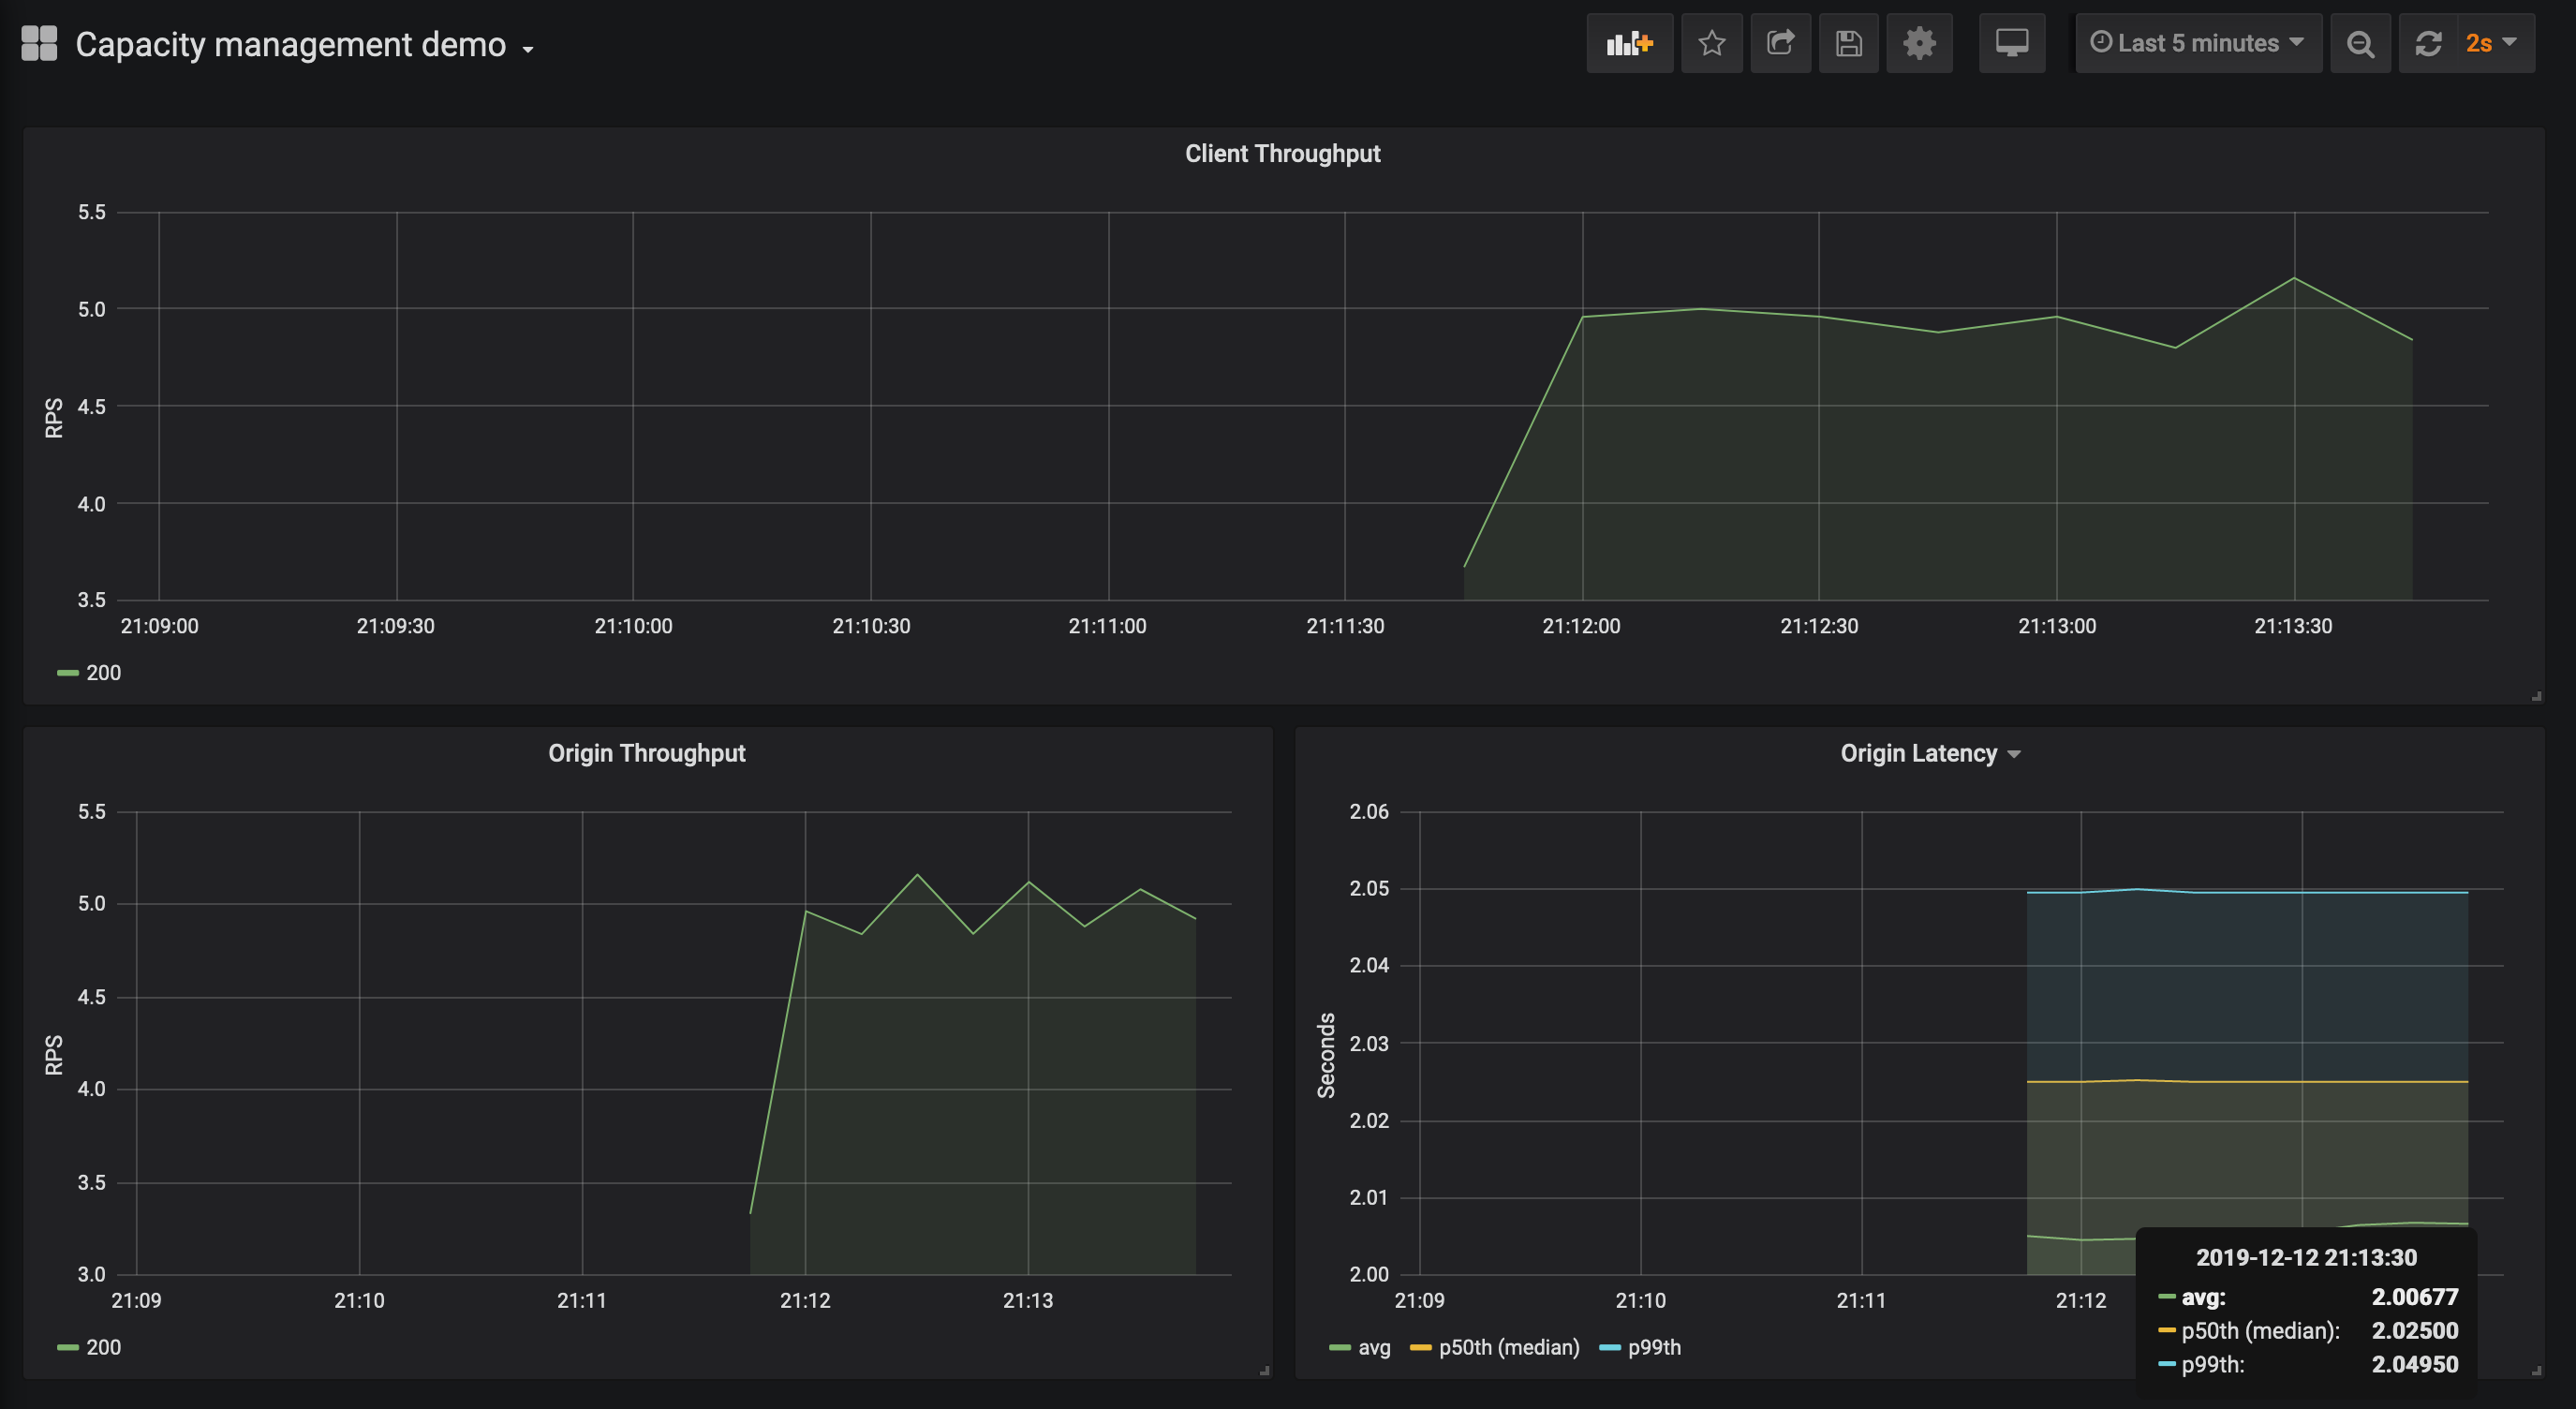 Capacity management demo
Last 5 minutes
2s
Client Throughput
5.5
5.0
4.5
4.0
3.5
RPS
21:09:00 21:09:30 21:10:00 21:10:30 21:11:00 21:11:30 21:12:00 21:12:30 21:13:00 21:13:30
200
Origin Throughput
5.5
5.0
4.5
4.0
3.5
3.0
RPS
21:09 21:10 21:11 21:12 21:13
200
Origin Latency
2.06
2.05
2.04
2.03
2.02
2.01
2.00
Seconds
21:09 21:10 21:11 21:12
avg p50th (median) p99th
2019-12-12 21:13:30
avg: 2.00677
p50th (median): 2.02500
p99th: 2.04950